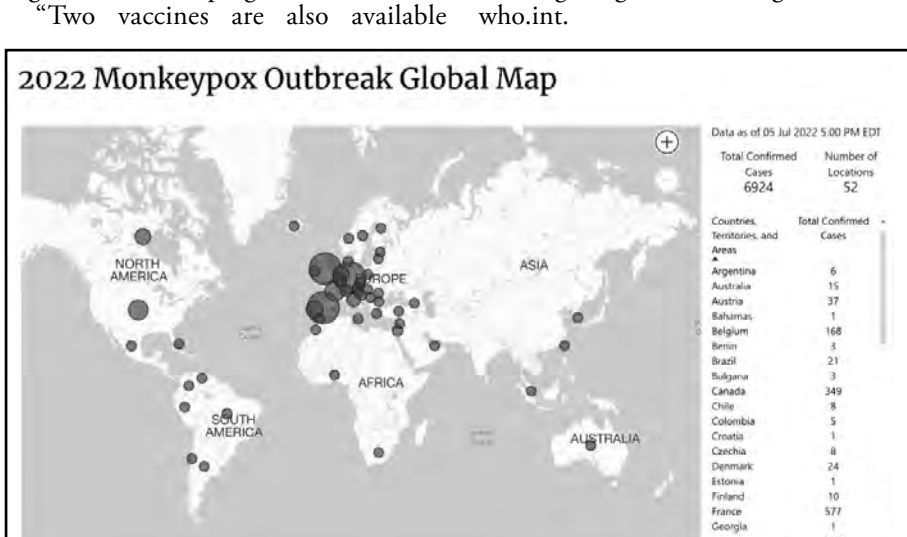 “Two vaccines are also available who.int.
2022 Monkeypox Outbreak Global Map
Data as of 05 Jul 2022 5:00 PM EDT
Total Confirmed Cases
6924
Number of Locations
52
NORTH
AMERICA
EUROPE
ASIA
AFRICA
SOUTH
AMERICA
AUSTRALIA
Countries, Territories, and Areas
Total Confirmed Cases
Argentina 6
Australia 15
Austria 37
Bahamas 1
Belgium 168
Benin 3
Brazil 21
Bulgaria 3
Canada 349
Chile 8
Colombia 5
Croatia 1
Czechia 8
Denmark 24
Estonia 1
Finland 10
France 577
Georgia 1